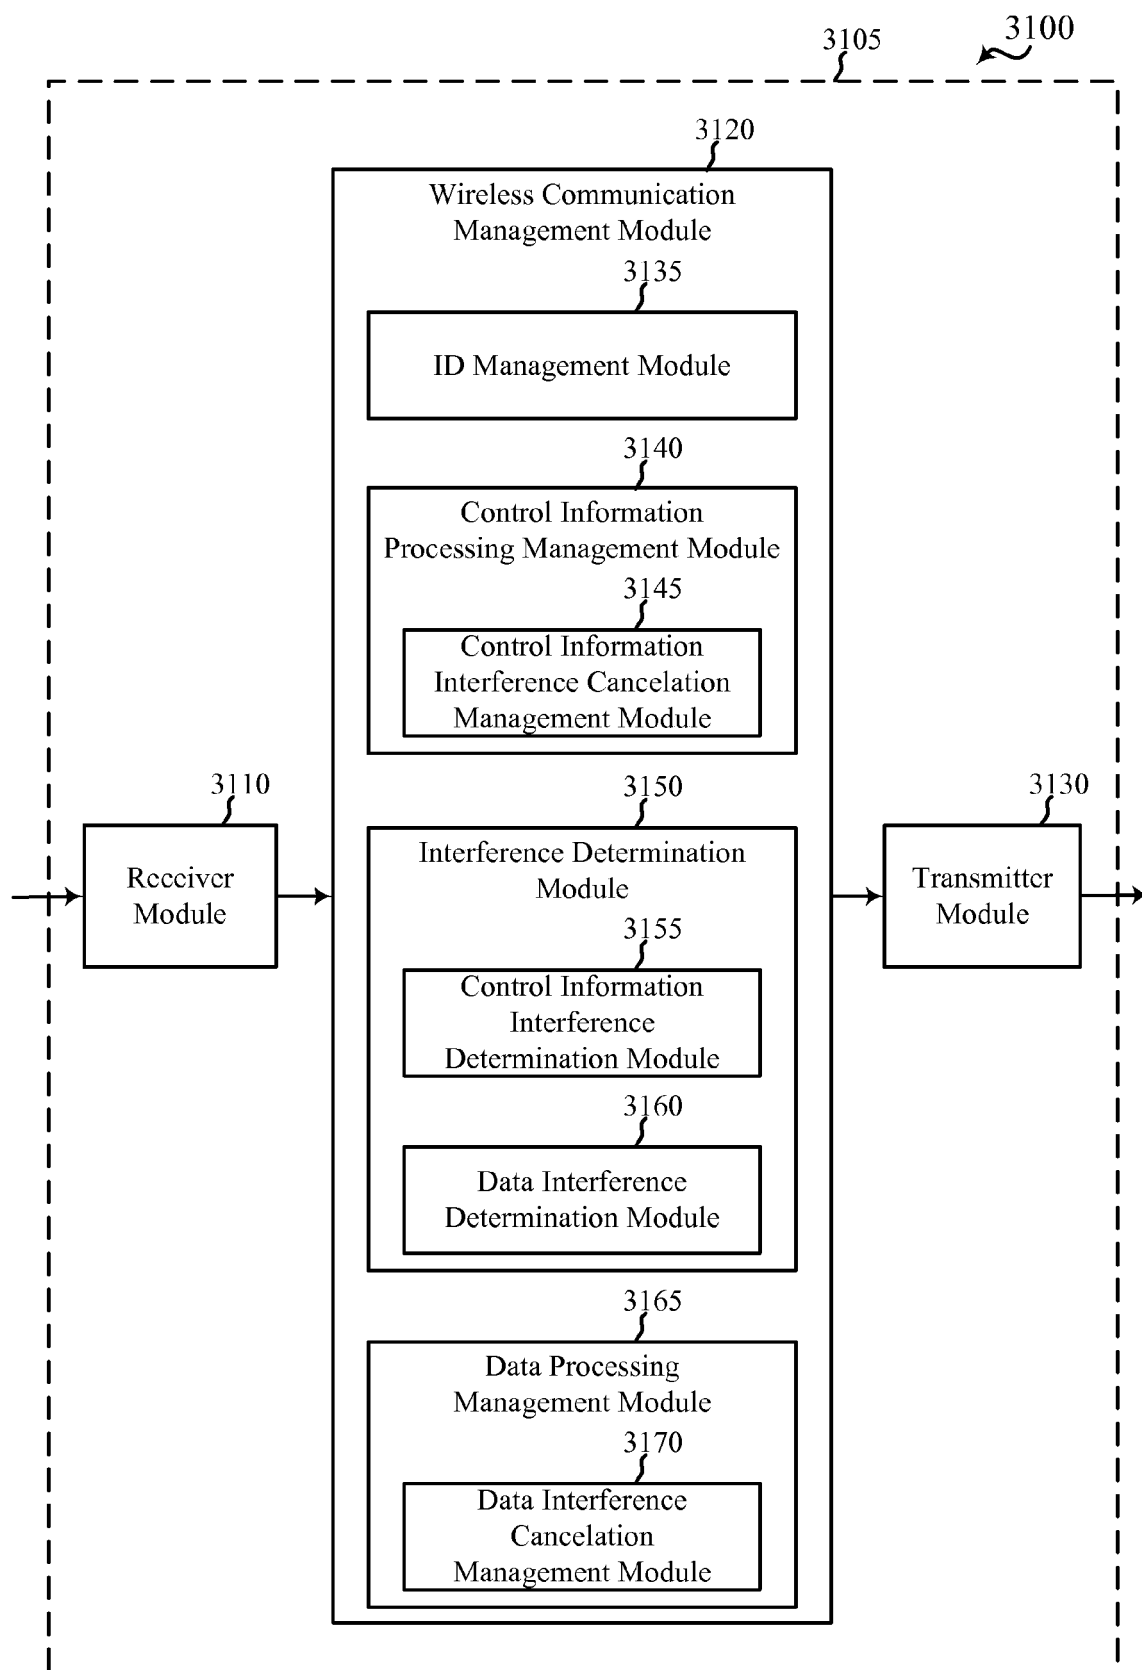 3100
3105
3120
Wireless Communication
Management Module
3135
ID Management Module
3140
Control Information
Processing Management Module
3145
Control Information
Interference Cancelation
Management Module
3110
Receiver
Module
3150
Interference Determination
Module
3155
Control Information
Interference
Determination Module
3160
Data Interference
Determination Module
3130
Transmitter
Module
3165
Data Processing
Management Module
3170
Data Interference
Cancelation
Management Module